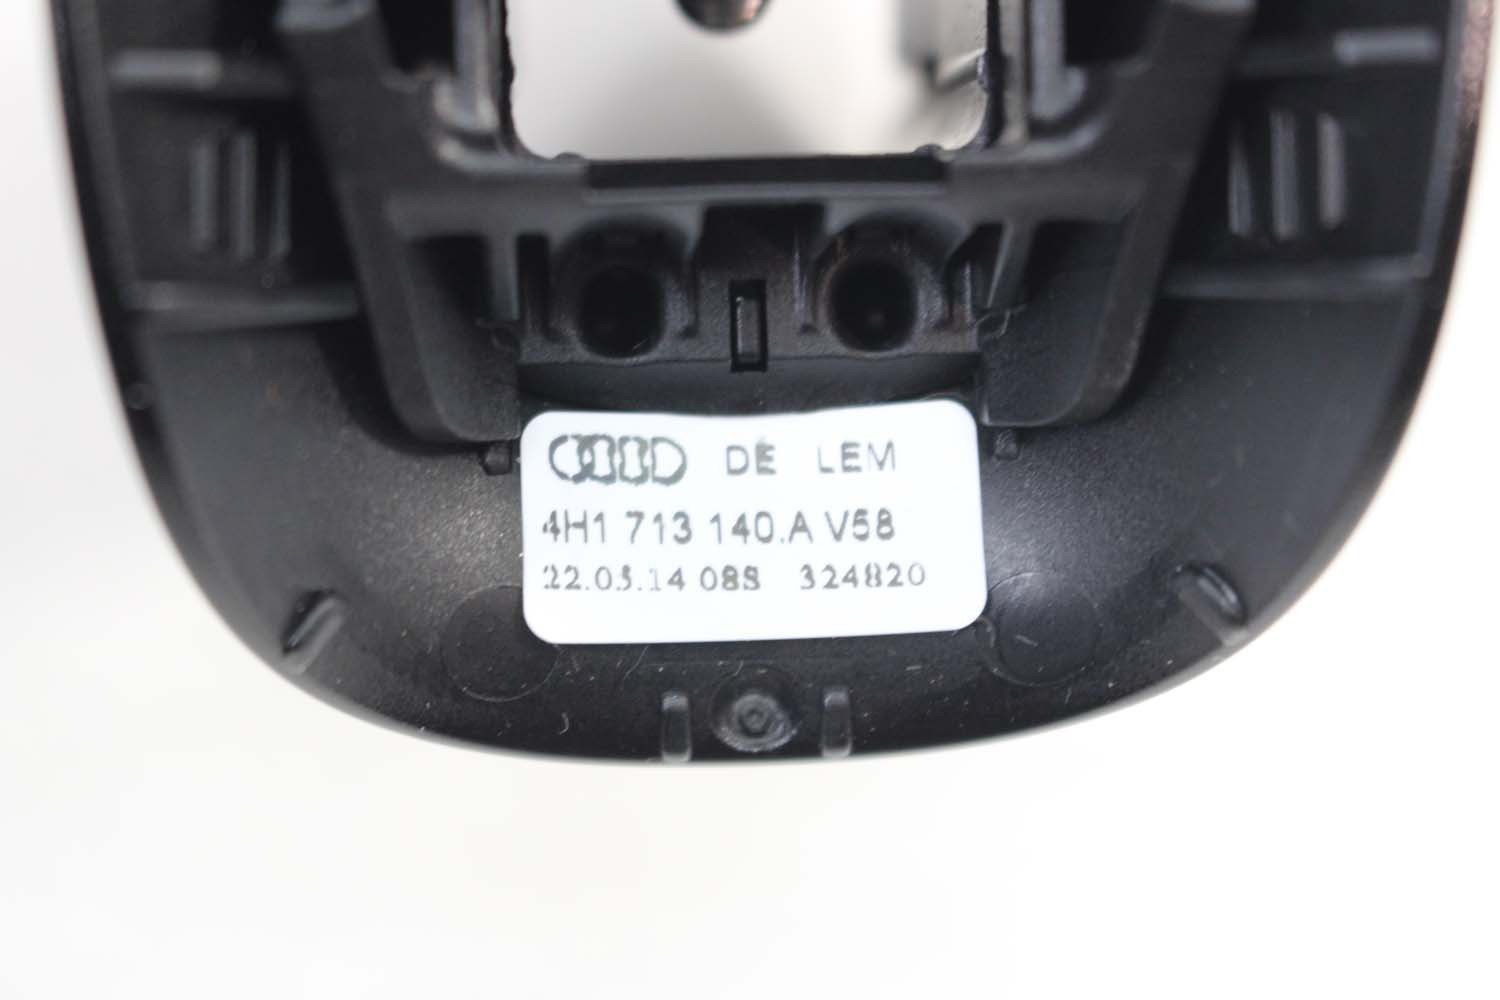 DE LEM
4H1 713 140.A V58
22.05.14 08S 324820